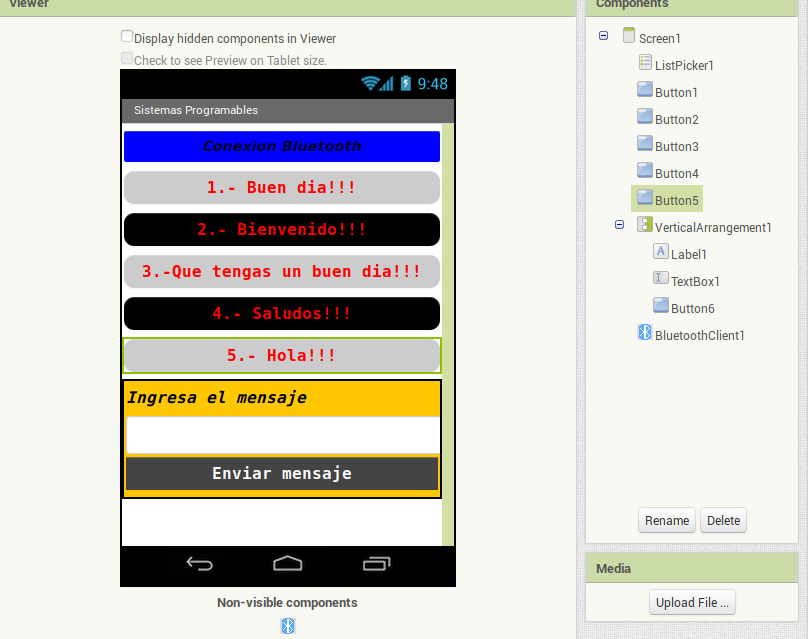 Viewer
Display hidden components in Viewer
Check to see Preview on Tablet size.
9:48
Sistemas Programables
Conexion Bluetooth
1.- Buen dia!!!
2.- Bienvenido!!!
3.-Que tengas un buen dia!!!
4.- Saludos!!!
5.- Hola!!!
Ingresa el mensaje
Enviar mensaje
Non-visible components
Components
Screen1
ListPicker1
Button1
Button2
Button3
Button4
Button5
VerticalArrangement1
A Label1
TextBox1
Button6
BluetoothClient1
Rename Delete
Media
Upload File ...